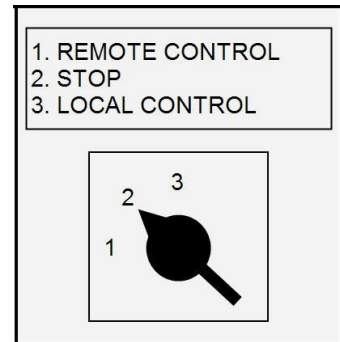 1. REMOTE CONTROL
2. STOP
3. LOCAL CONTROL
3
2
1